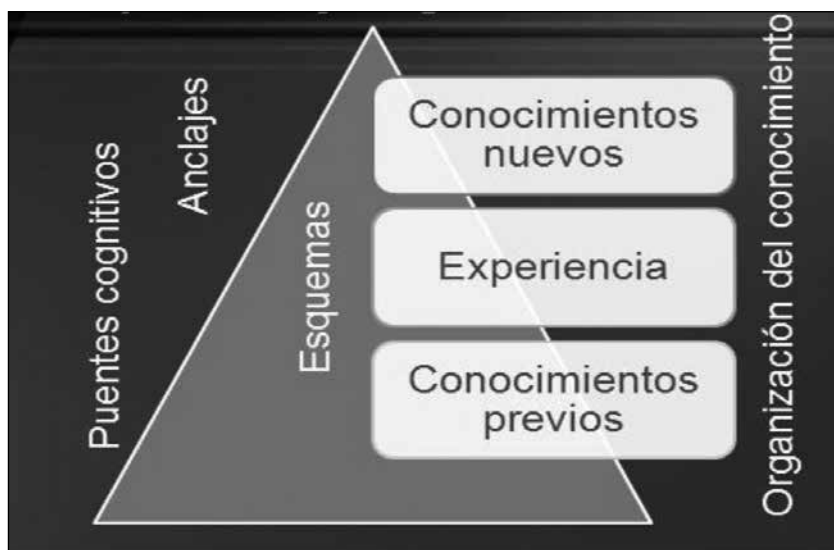 Puentes cognitivos
Anclajes
Esquemas
Conocimientos
nuevos
Experiencia
Conocimientos
previos
Organización del conocimiento